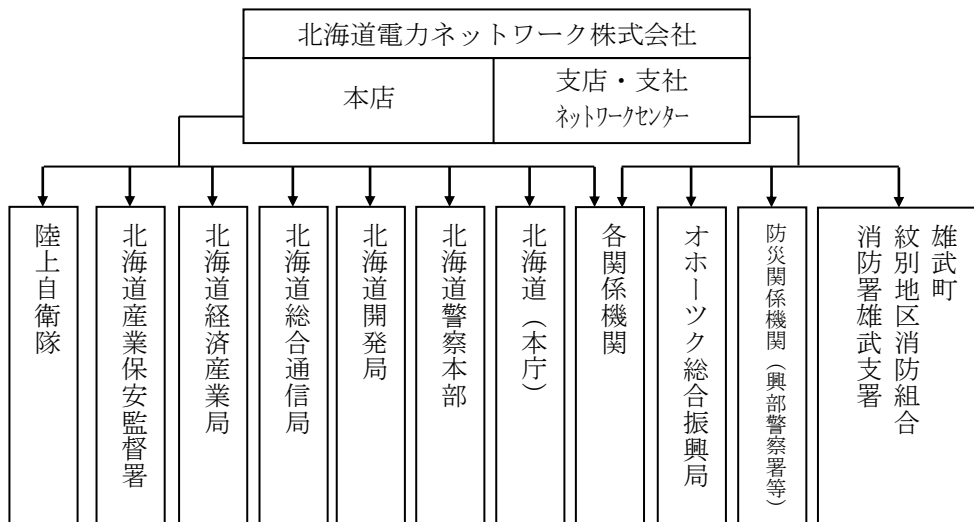 北海道電力ネットワーク株式会社
本店
支店・支社
ネットワークセンター
陸上自衛隊
北海道産業保安監督署
北海道経済産業局
北海道総合通信局
北海道開発局
北海道警察本部
北海道（本庁）
各関係機関
オホーツク総合振興局
防災関係機関（興部警察署等）
雄武町
紋別地区消防組合
消防署雄武支署